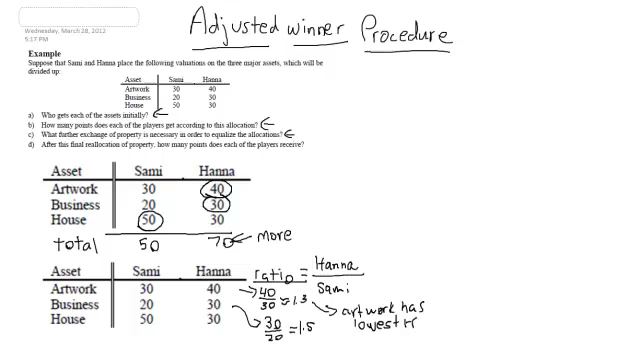 Adjusted winner Procedure
Wednesday, March 28, 2012
5:17 PM
Example
Suppose that Sami and Hanna place the following valuations on the three major assets, which will be
divided up:
Asset Sami Hanna
Artwork 30 40
Business 20 30
House 50 30
a) Who gets each of the assets initially?
b) How many points does each of the players get according to this allocation?
c) What further exchange of property is necessary in order to equalize the allocations?
d) After this final reallocation of property, how many points does each of the players receive?
Asset Sami Hanna
Artwork 30 40
Business 20 30
House 50 30
total 50 70 ← more
Asset Sami Hanna
Artwork 30 40
Business 20 30
House 50 30
ratio = Hanna
Sami
→ 40/30 ≈ 1.3
→ artwork has
lowest r
→ 30/20 = 1.5